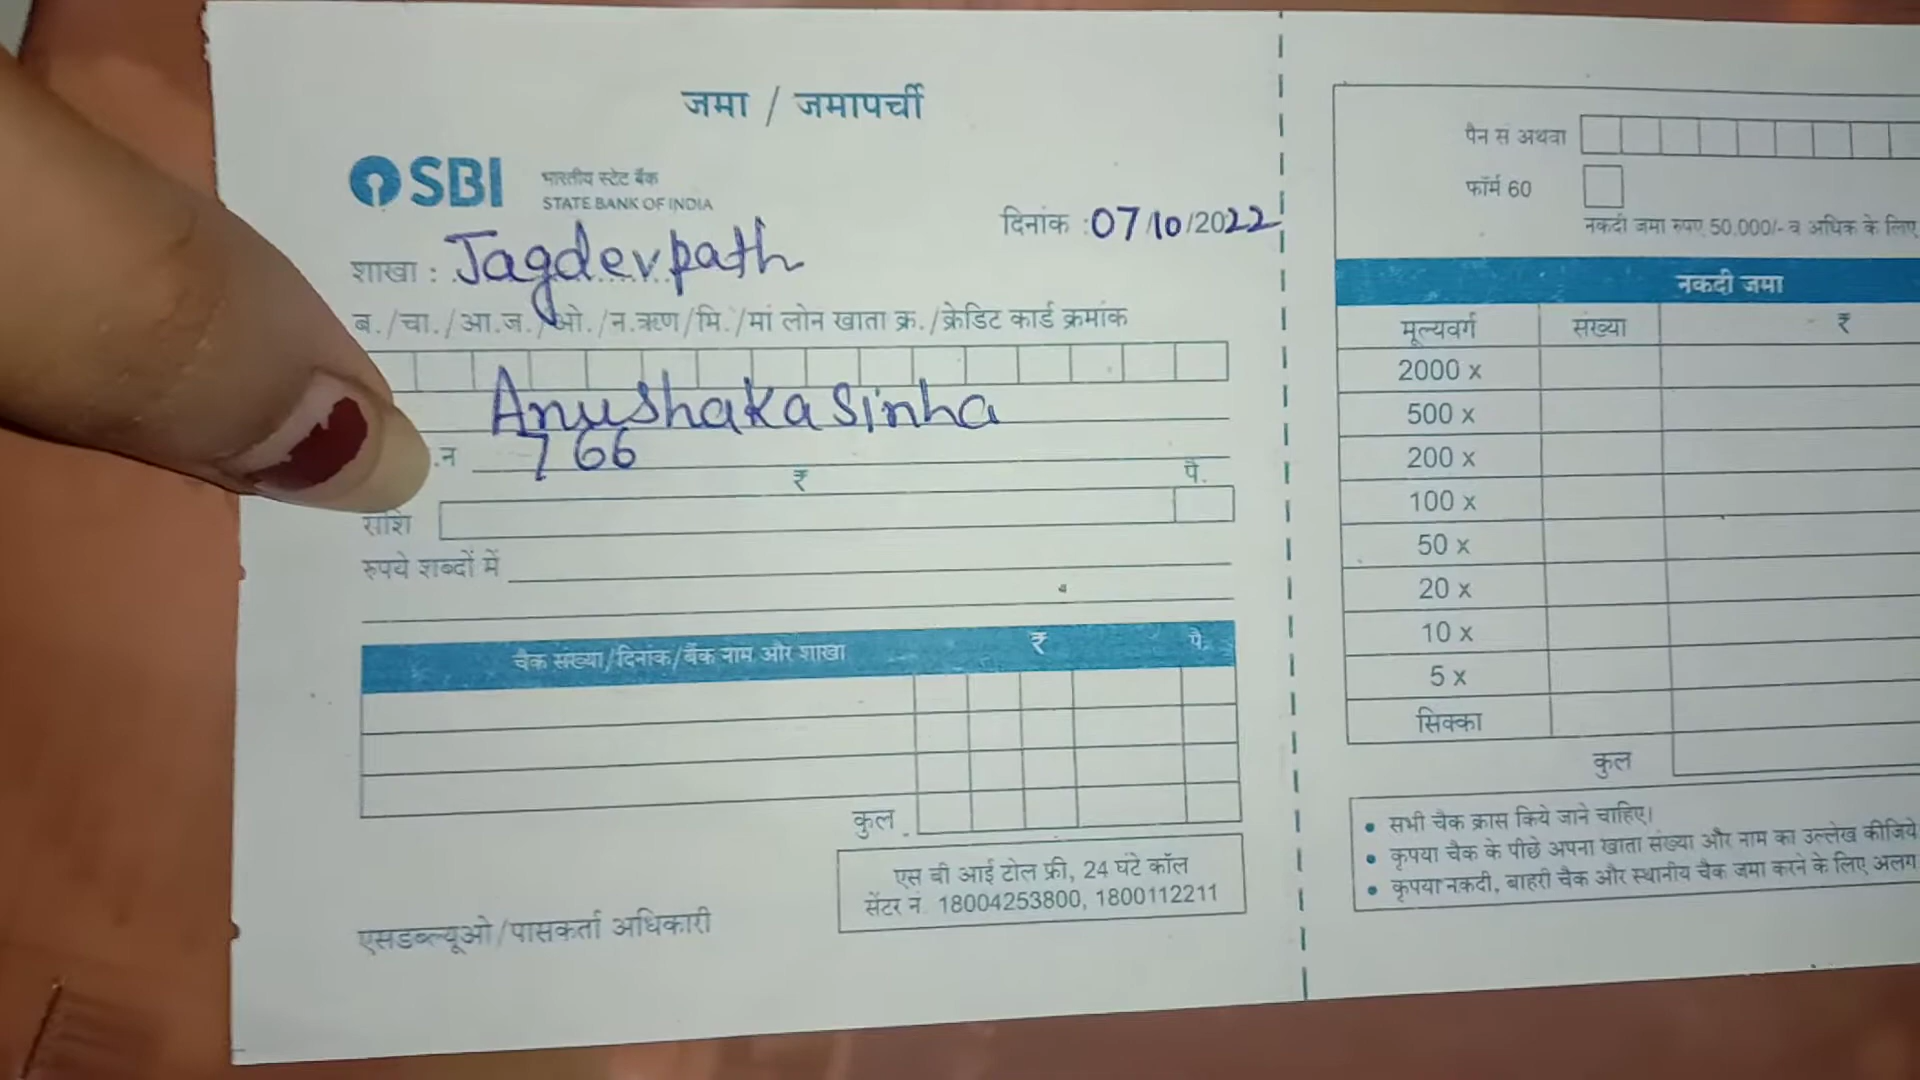 जमा / जमापर्ची
SBI
भारतीय स्टेट बैंक
STATE BANK OF INDIA
दिनांक : 07/10/2022
शाखा : Jagdevpath
ब./चा./आ.ज./ओ./न.ऋण/मि./मां लोन खाता क्र./क्रेडिट कार्ड क्रमांक
Anushaka Sinha
.न 766
₹ पै.
राशि
रुपये शब्दों में
चैक संख्या/दिनांक/बैंक नाम और शाखा ₹ पै.
कुल
एस बी आई टोल फ्री, 24 घंटे कॉल
सेंटर नं. 18004253800, 1800112211
एसडब्ल्यूओ/पासकर्ता अधिकारी
पैन सं अथवा
फॉर्म 60
नकदी जमा रुपए 50,000/- व अधिक के लिए
नकदी जमा
मूल्यवर्ग संख्या ₹
2000 x
500 x
200 x
100 x
50 x
20 x
10 x
5 x
सिक्का
कुल
• सभी चैक क्रास किये जाने चाहिए।
• कृपया चैक के पीछे अपना खाता संख्या और नाम का उल्लेख कीजिये
• कृपया नकदी, बाहरी चैक और स्थानीय चैक जमा करने के लिए अलग